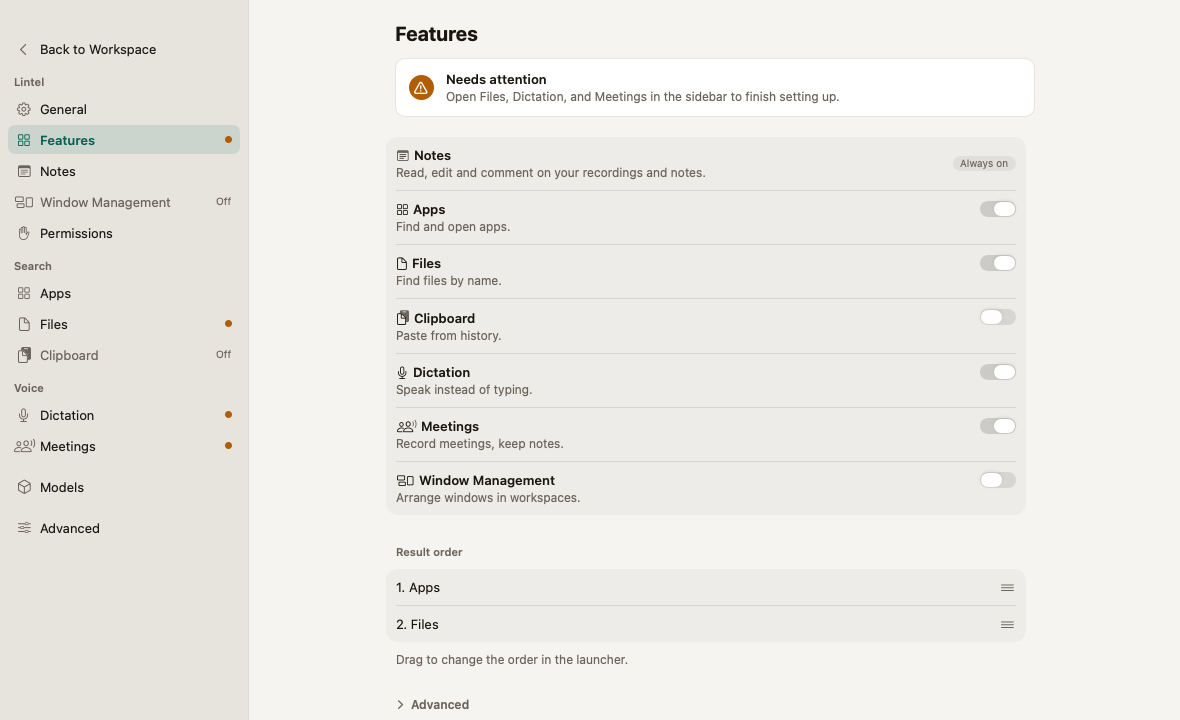 Back to Workspace
Lintel
General
Features
Notes
Window Management Off
Permissions
Search
Apps
Files
Clipboard Off
Voice
Dictation
Meetings
Models
Advanced
Features
Needs attention
Open Files, Dictation, and Meetings in the sidebar to finish setting up.
Notes
Read, edit and comment on your recordings and notes.
Always on
Apps
Find and open apps.
Files
Find files by name.
Clipboard
Paste from history.
Dictation
Speak instead of typing.
Meetings
Record meetings, keep notes.
Window Management
Arrange windows in workspaces.
Result order
1. Apps
2. Files
Drag to change the order in the launcher.
Advanced